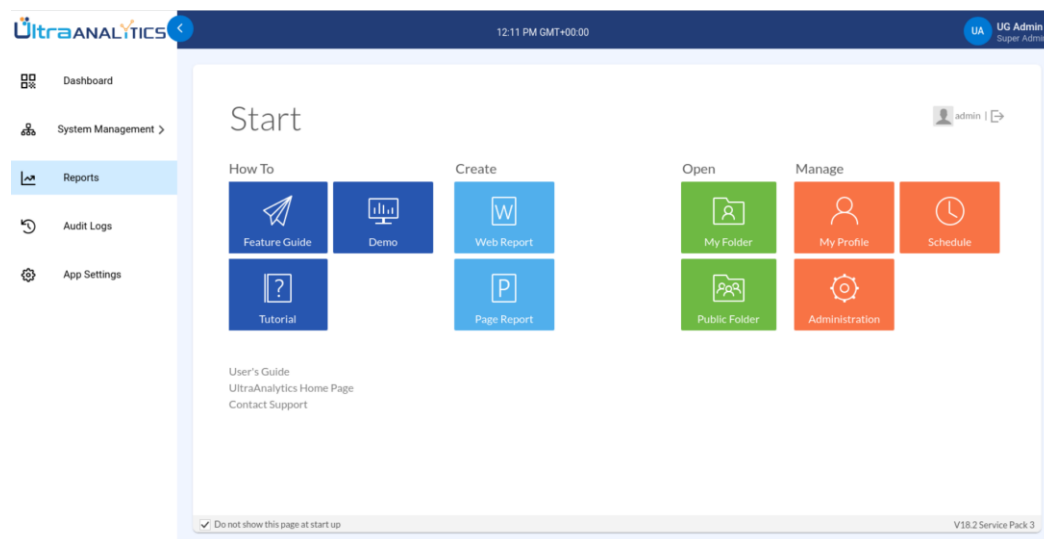 ÜltraANALYTICS
12:11 PM GMT+00:00
UA
UG Admin
Super Admi
Dashboard
System Management
Reports
Audit Logs
App Settings
Start
admin |
How To
Create
Open
Manage
Feature Guide
Demo
W
Web Report
My Folder
My Profile
Schedule
?
Tutorial
P
Page Report
Public Folder
Administration
User's Guide
UltraAnalytics Home Page
Contact Support
Do not show this page at start up
V18.2 Service Pack 3